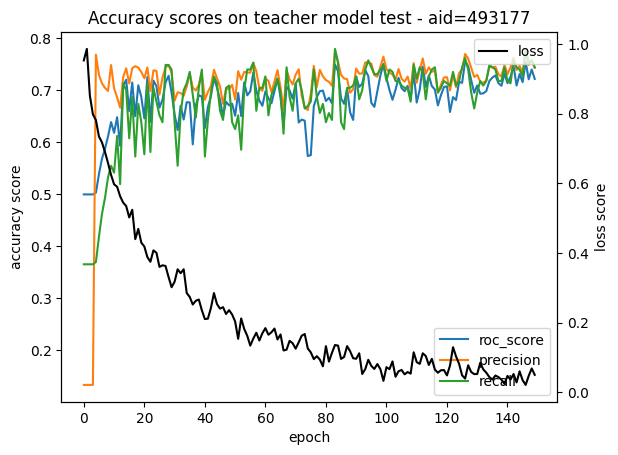 Accuracy scores on teacher model test - aid=493177
loss
accuracy score
loss score
0.8
0.7
0.6
0.5
0.4
0.3
0.2
1.0
0.8
0.6
0.4
0.2
0.0
roc_score
precision
recall
0 20 40 60 80 100 120 140
epoch